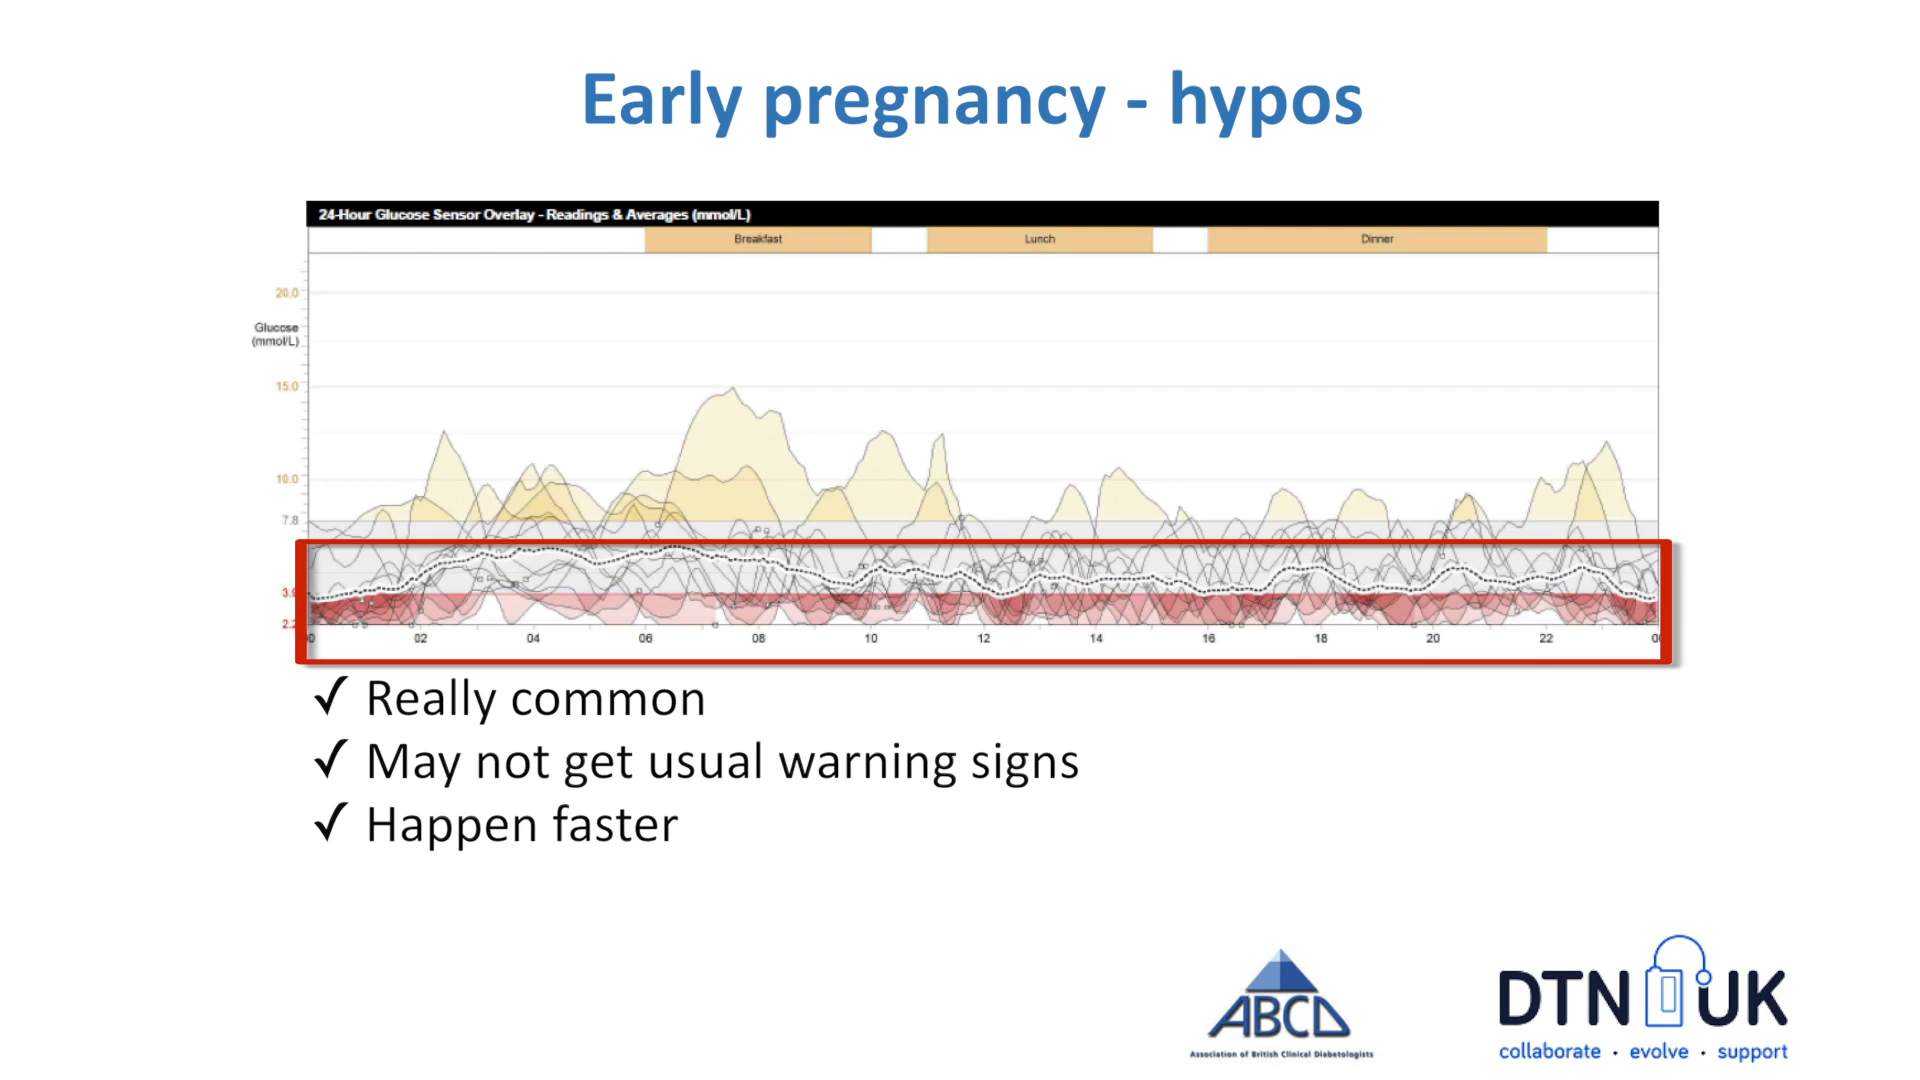 Early pregnancy - hypos
24-Hour Glucose Sensor Overlay - Readings & Averages (mmol/L)
Breakfast Lunch Dinner
20.0
Glucose
(mmol/L)
15.0
10.0
7.8
3.9
2.2
00 02 04 06 08 10 12 14 16 18 20 22 00
✓ Really common
✓ May not get usual warning signs
✓ Happen faster
ABCD
Association of British Clinical Diabetologists
DTN UK
collaborate · evolve · support